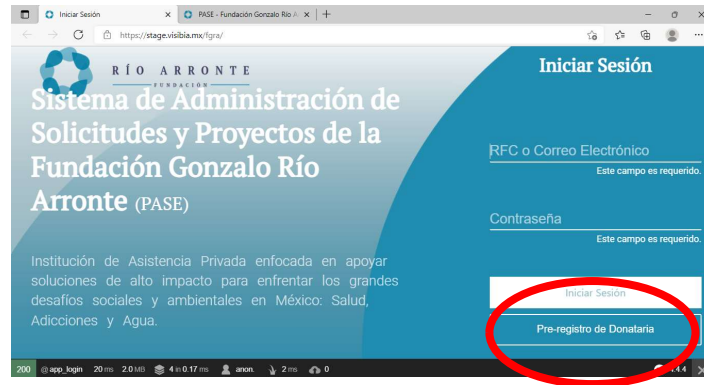 Iniciar Sesión
PASE - Fundación Gonzalo Río A
https://stage.visibia.mx/fgra/
RÍO ARRONTE
FUNDACIÓN
Sistema de Administración de
Solicitudes y Proyectos de la
Fundación Gonzalo Río
Arronte (PASE)
Institución de Asistencia Privada enfocada en apoyar
soluciones de alto impacto para enfrentar los grandes
desafíos sociales y ambientales en México: Salud,
Adicciones y Agua.
Iniciar Sesión
RFC o Correo Electrónico
Este campo es requerido.
Contraseña
Este campo es requerido.
Iniciar Sesión
Pre-registro de Donataria
200 @ app_login 20 ms 2.0 MB 4 in 0.17 ms anon. 2 ms 0 4.4